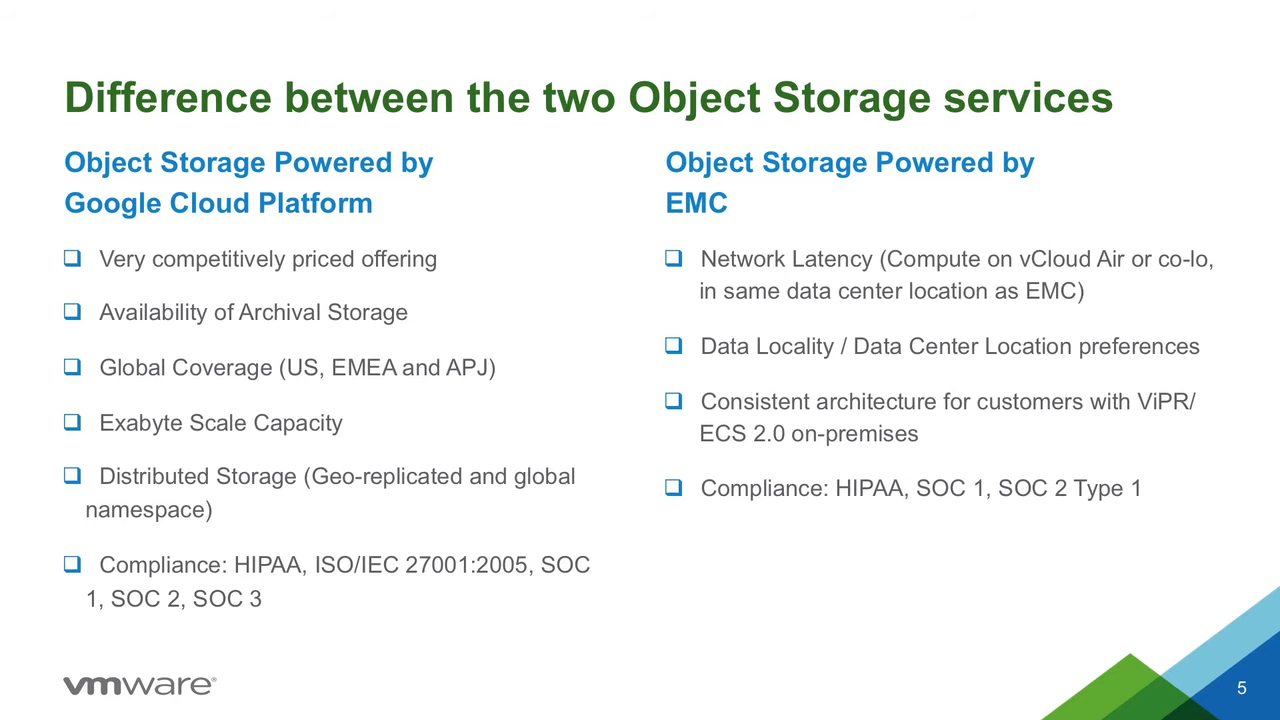 Difference between the two Object Storage services
Object Storage Powered by
Google Cloud Platform
❑ Very competitively priced offering
❑ Availability of Archival Storage
❑ Global Coverage (US, EMEA and APJ)
❑ Exabyte Scale Capacity
❑ Distributed Storage (Geo-replicated and global
namespace)
❑ Compliance: HIPAA, ISO/IEC 27001:2005, SOC
1, SOC 2, SOC 3
Object Storage Powered by
EMC
❑ Network Latency (Compute on vCloud Air or co-lo,
in same data center location as EMC)
❑ Data Locality / Data Center Location preferences
❑ Consistent architecture for customers with ViPR/
ECS 2.0 on-premises
❑ Compliance: HIPAA, SOC 1, SOC 2 Type 1
vmware®
5